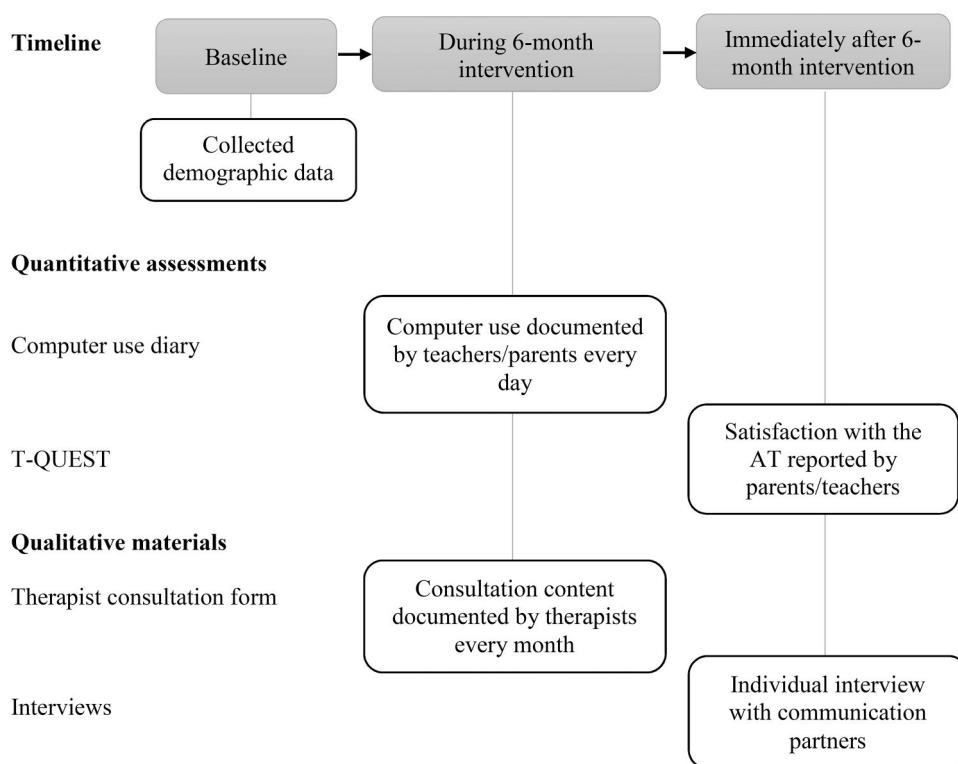 Timeline
Baseline
During 6-month
intervention
Immediately after 6-
month intervention
Collected
demographic data
Quantitative assessments
Computer use diary
Computer use documented
by teachers/parents every
day
T-QUEST
Satisfaction with the
AT reported by
parents/teachers
Qualitative materials
Therapist consultation form
Consultation content
documented by therapists
every month
Interviews
Individual interview
with communication
partners